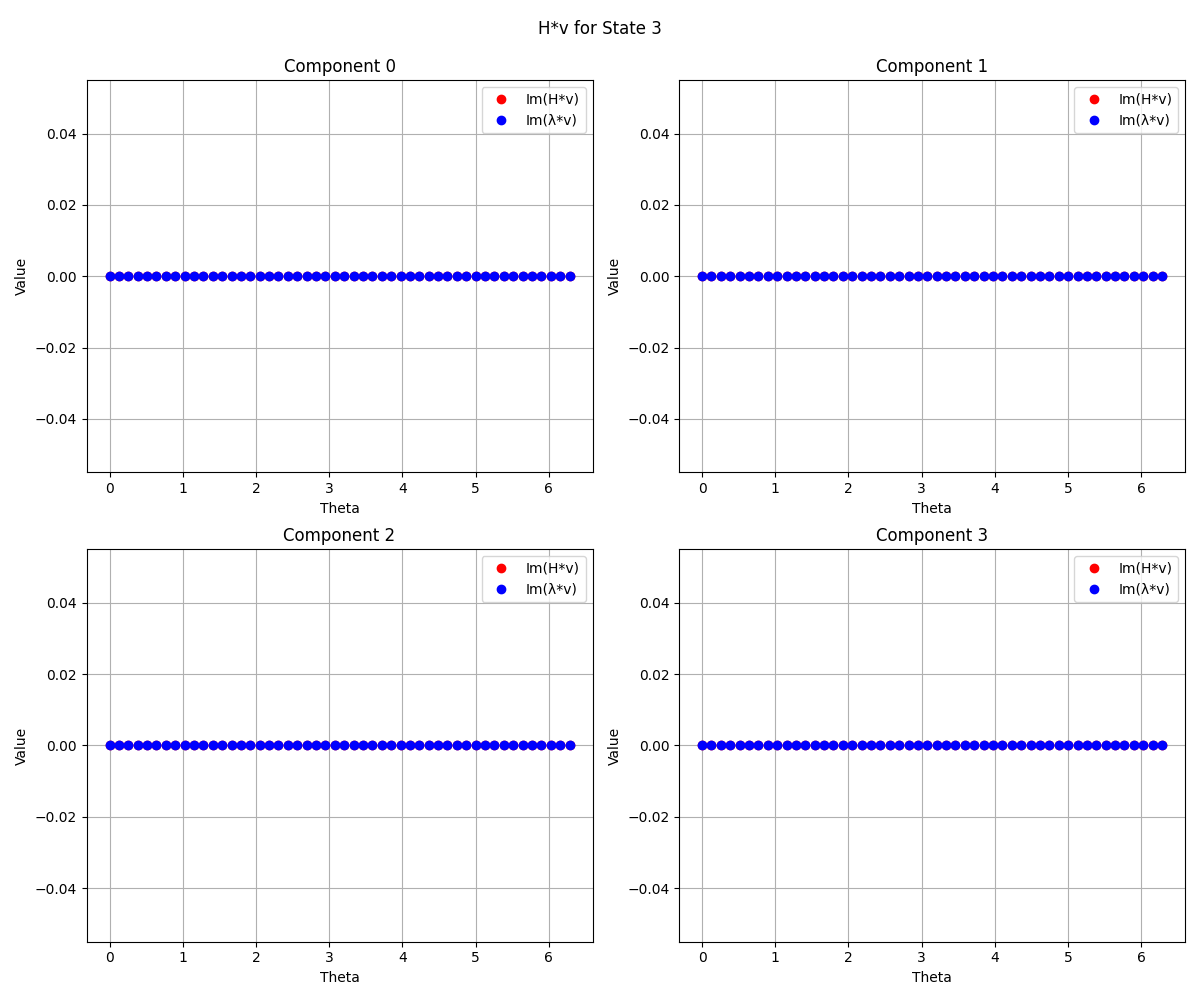 H*v for State 3
Component 0
Im(H*v)
Im(λ*v)
0.04
0.02
0.00
−0.02
−0.04
Value
0 1 2 3 4 5 6
Theta
Component 1
Im(H*v)
Im(λ*v)
0.04
0.02
0.00
−0.02
−0.04
Value
0 1 2 3 4 5 6
Theta
Component 2
Im(H*v)
Im(λ*v)
0.04
0.02
0.00
−0.02
−0.04
Value
0 1 2 3 4 5 6
Theta
Component 3
Im(H*v)
Im(λ*v)
0.04
0.02
0.00
−0.02
−0.04
Value
0 1 2 3 4 5 6
Theta